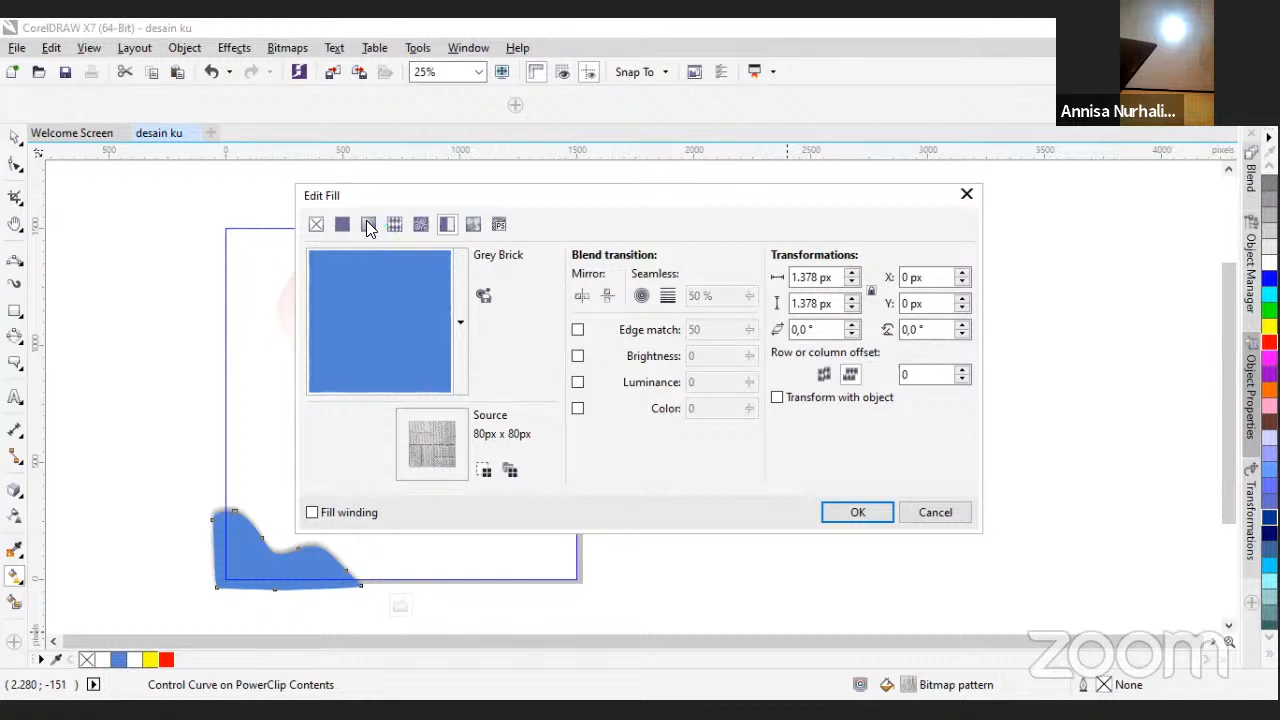 CorelDRAW X7 (64-Bit) - desain ku
File Edit View Layout Object Effects Bitmaps Text Table Tools Window Help
25% Snap To
Annisa Nurhali...
Welcome Screen desain ku
500 0 500 1000 1500 2000 2500 3000 3500 4000 pixels
Edit Fill
Grey Brick
Blend transition:
Mirror: Seamless:
50 %
Edge match: 50
Brightness: 0
Luminance: 0
Color: 0
Transformations:
1.378 px X: 0 px
1.378 px Y: 0 px
0,0 ° 0,0 °
Row or column offset:
0
Transform with object
Source
80px x 80px
Fill winding
OK Cancel
1500
1000
500
0
pixels
Blend
Object Manager
Object Properties
Transformations
zoom
( 2.280 ; -151 ) Control Curve on PowerClip Contents Bitmap pattern None